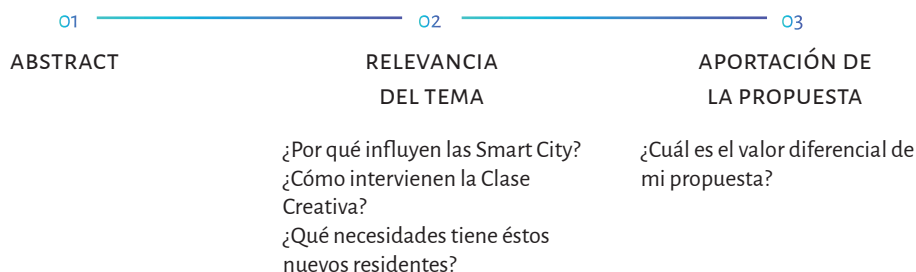 01
ABSTRACT
02
RELEVANCIA
DEL TEMA
¿Por qué influyen las Smart City?
¿Cómo intervienen la Clase
Creativa?
¿Qué necesidades tiene éstos
nuevos residentes?
03
APORTACIÓN DE
LA PROPUESTA
¿Cuál es el valor diferencial de
mi propuesta?